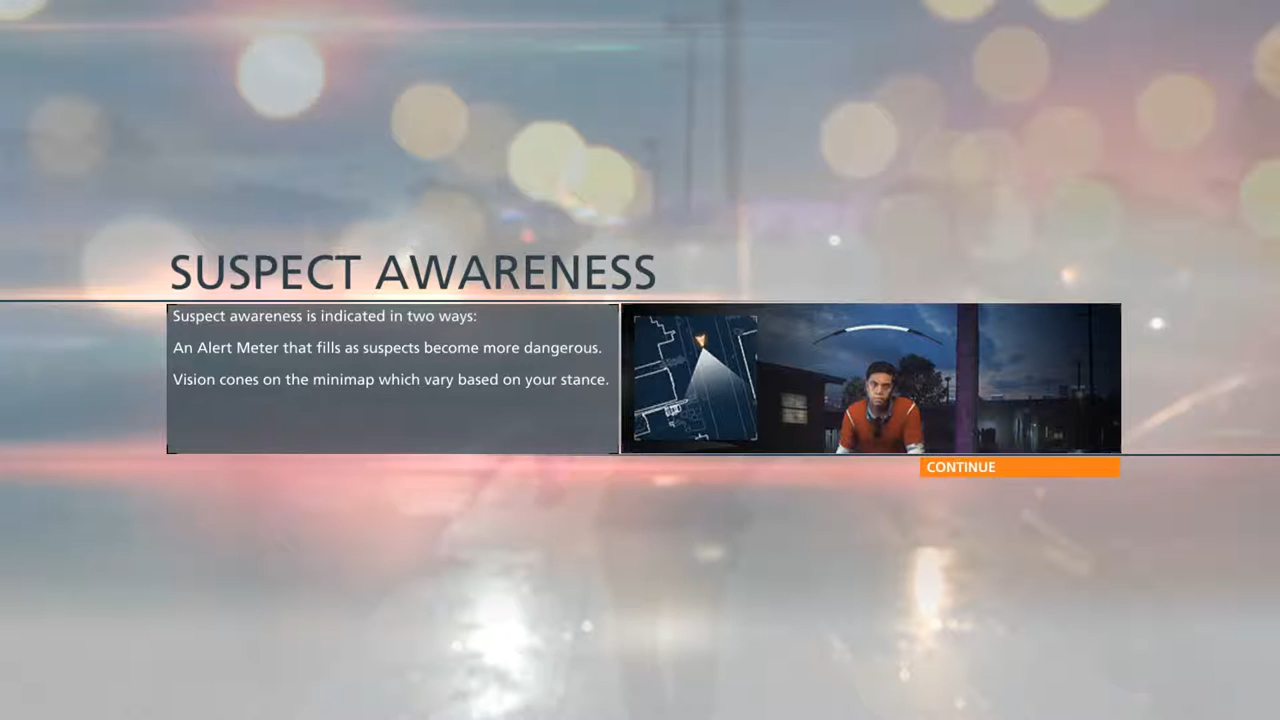 SUSPECT AWARENESS
Suspect awareness is indicated in two ways:
An Alert Meter that fills as suspects become more dangerous.
Vision cones on the minimap which vary based on your stance.
CONTINUE